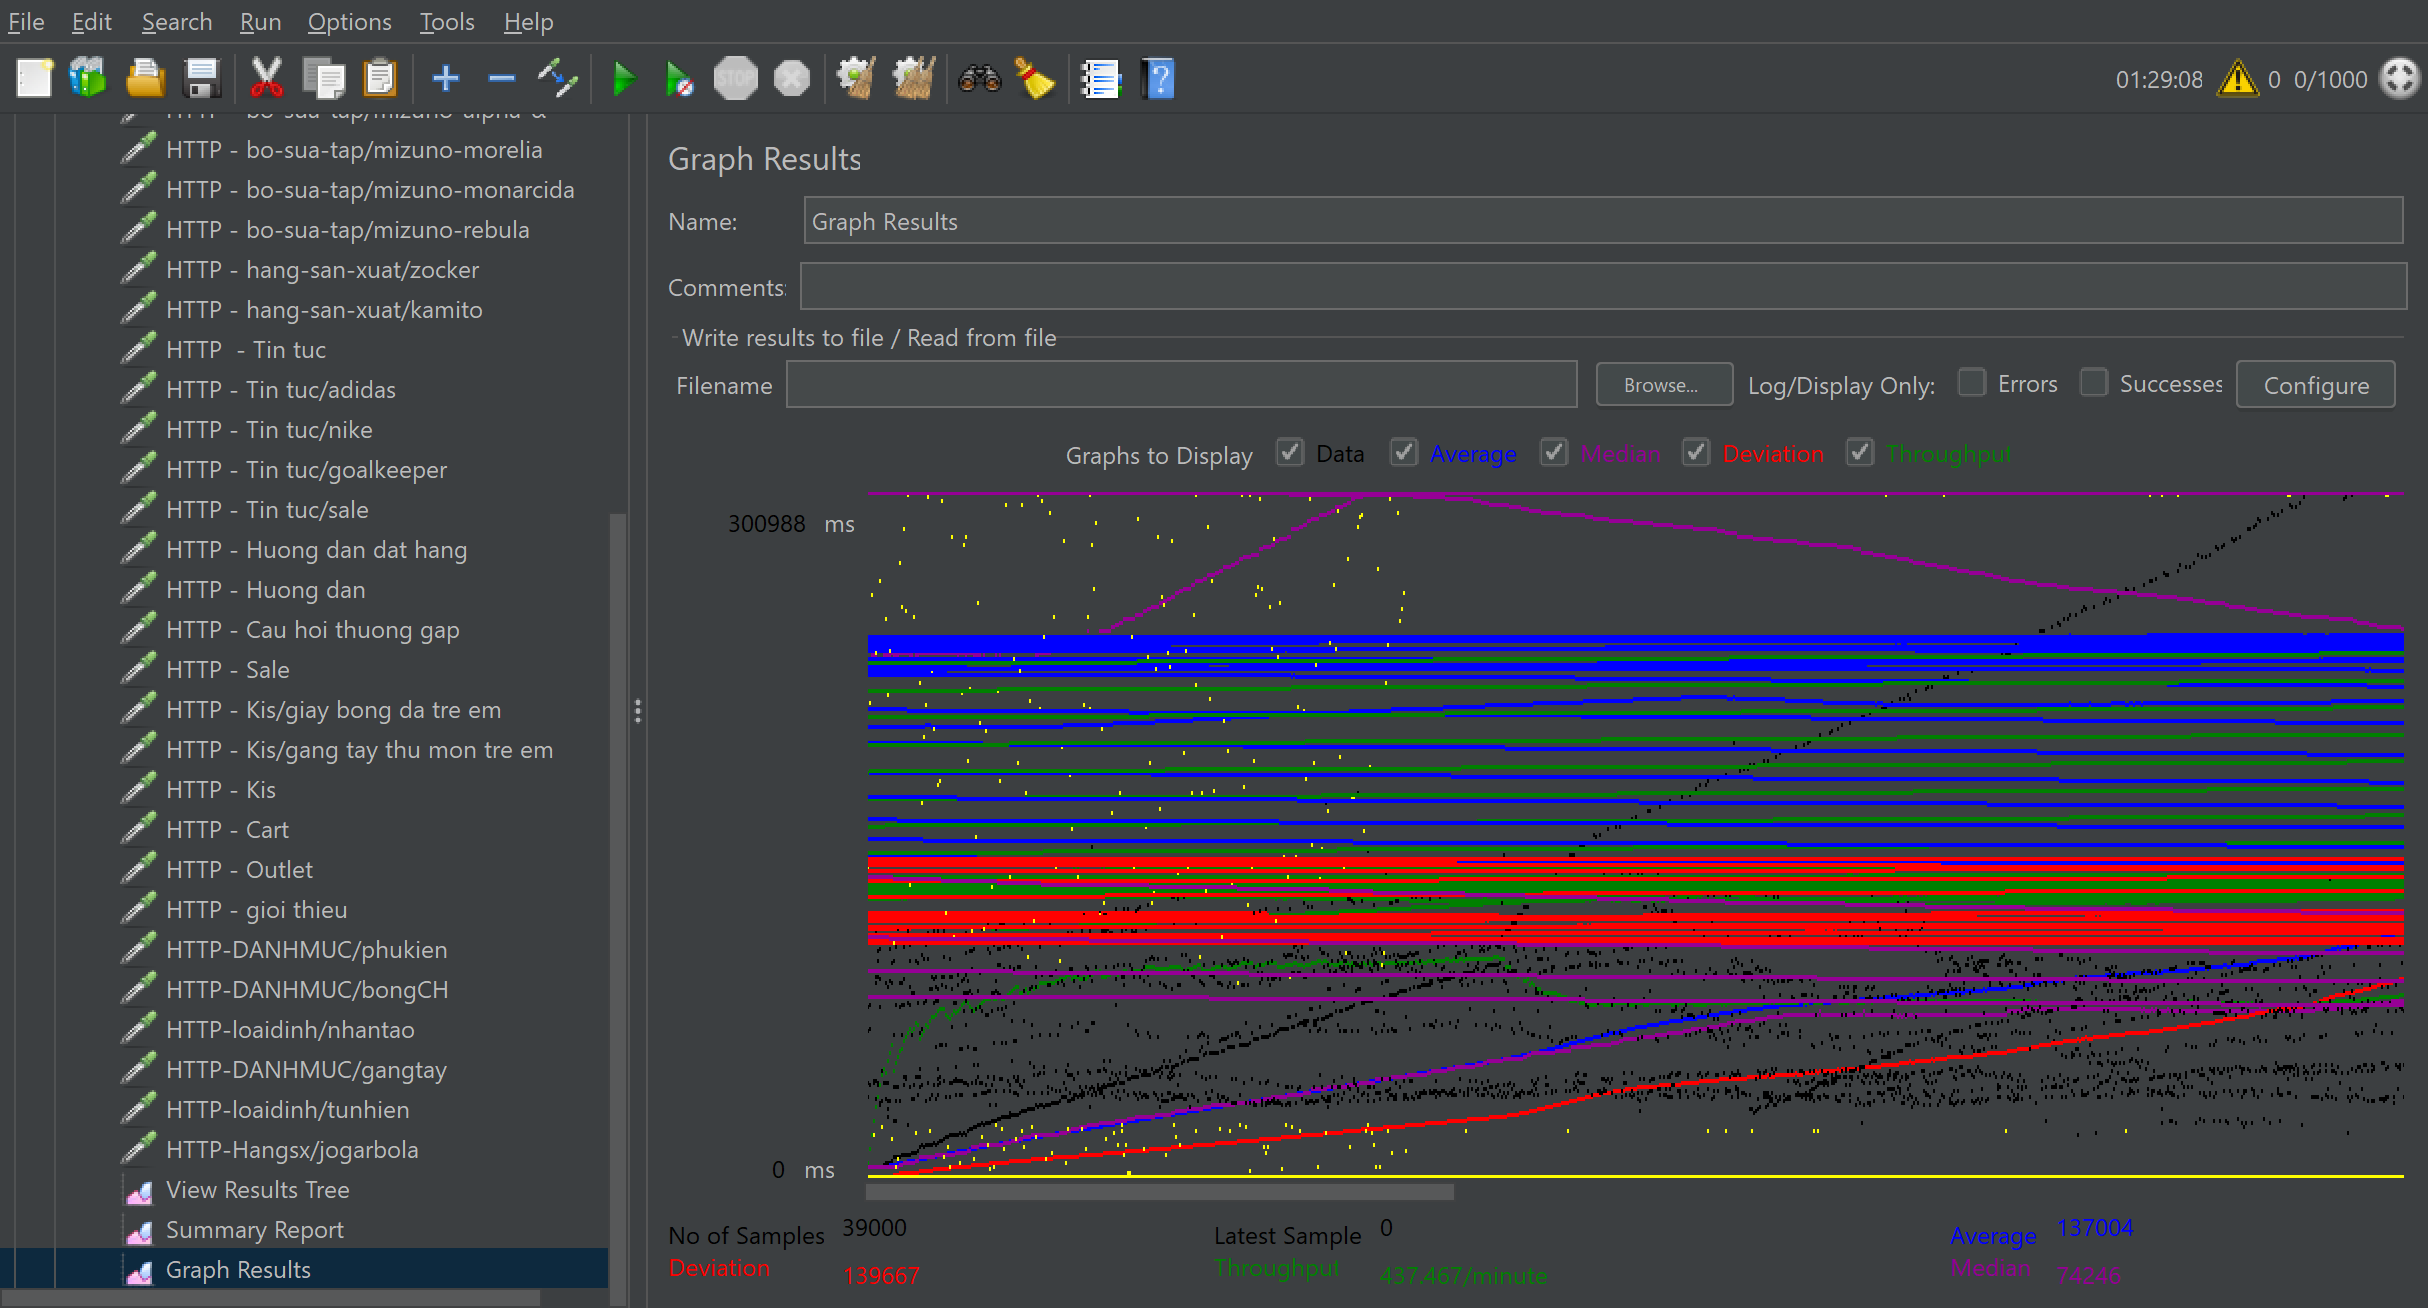 File Edit Search Run Options Tools Help
STOP
01:29:08 0 0/1000
HTTP - bo-sua-tap/mizuno-alpha-&
HTTP - bo-sua-tap/mizuno-morelia
HTTP - bo-sua-tap/mizuno-monarcida
HTTP - bo-sua-tap/mizuno-rebula
HTTP - hang-san-xuat/zocker
HTTP - hang-san-xuat/kamito
HTTP - Tin tuc
HTTP - Tin tuc/adidas
HTTP - Tin tuc/nike
HTTP - Tin tuc/goalkeeper
HTTP - Tin tuc/sale
HTTP - Huong dan dat hang
HTTP - Huong dan
HTTP - Cau hoi thuong gap
HTTP - Sale
HTTP - Kis/giay bong da tre em
HTTP - Kis/gang tay thu mon tre em
HTTP - Kis
HTTP - Cart
HTTP - Outlet
HTTP - gioi thieu
HTTP-DANHMUC/phukien
HTTP-DANHMUC/bongCH
HTTP-loaidinh/nhantao
HTTP-DANHMUC/gangtay
HTTP-loaidinh/tunhien
HTTP-Hangsx/jogarbola
View Results Tree
Summary Report
Graph Results
Graph Results
Name: Graph Results
Comments:
Write results to file / Read from file
Filename Browse... Log/Display Only: Errors Successes Configure
Graphs to Display Data Average Median Deviation Throughput
300988 ms
0 ms
No of Samples 39000 Latest Sample 0 Average 137004
Deviation 139667 Throughput 437.467/minute Median 74246